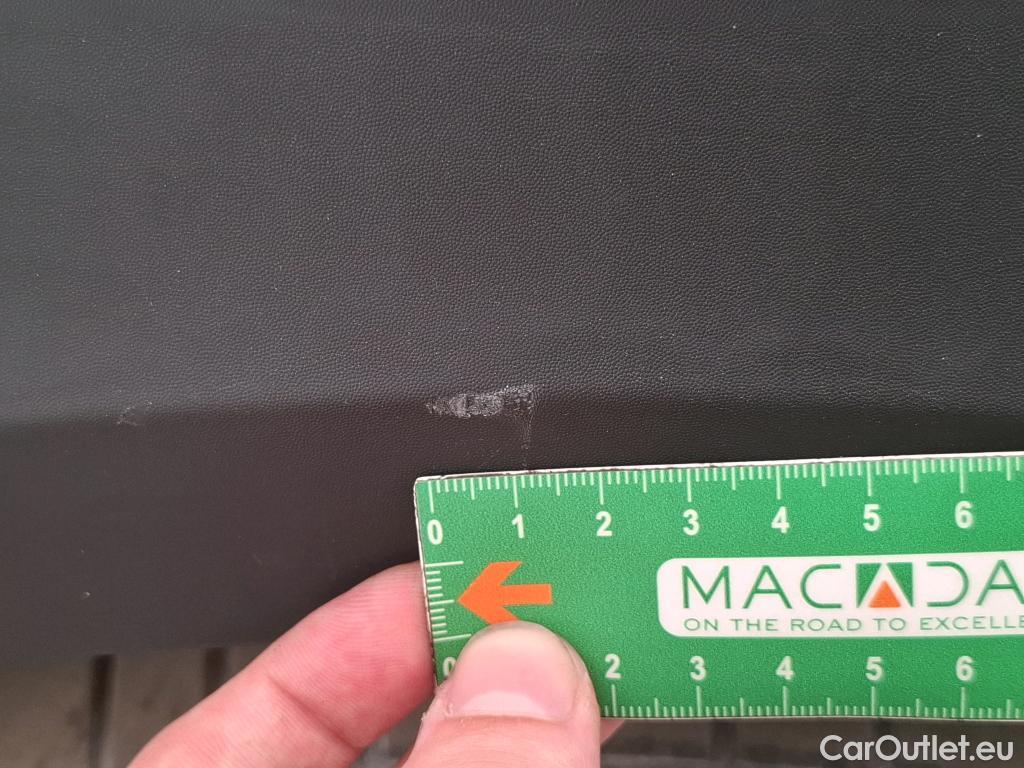 0 1 2 3 4 5 6
MACADA
ON THE ROAD TO EXCELLE
0 2 3 4 5 6
CarOutlet.eu